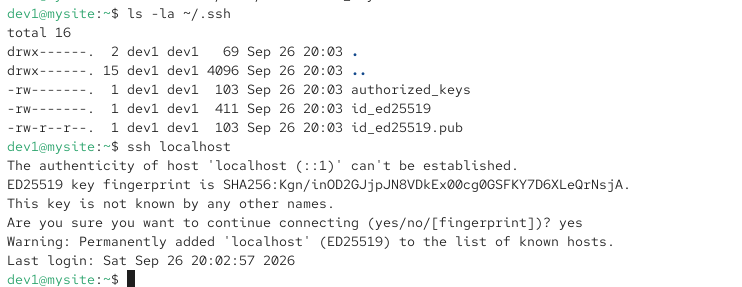 dev1@mysite:~$ ls -la ~/.ssh
total 16
drwx------.  2 dev1 dev1   69 Sep 26 20:03 .
drwx------. 15 dev1 dev1 4096 Sep 26 20:03 ..
-rw-------.  1 dev1 dev1  103 Sep 26 20:03 authorized_keys
-rw-------.  1 dev1 dev1  411 Sep 26 20:03 id_ed25519
-rw-r--r--.  1 dev1 dev1  103 Sep 26 20:03 id_ed25519.pub
dev1@mysite:~$ ssh localhost
The authenticity of host 'localhost (::1)' can't be established.
ED25519 key fingerprint is SHA256:Kgn/inOD2GJjpJN8VDkEx00cg0GSFKY7D6XLeQrNsjA.
This key is not known by any other names.
Are you sure you want to continue connecting (yes/no/[fingerprint])? yes
Warning: Permanently added 'localhost' (ED25519) to the list of known hosts.
Last login: Sat Sep 26 20:02:57 2026
dev1@mysite:~$